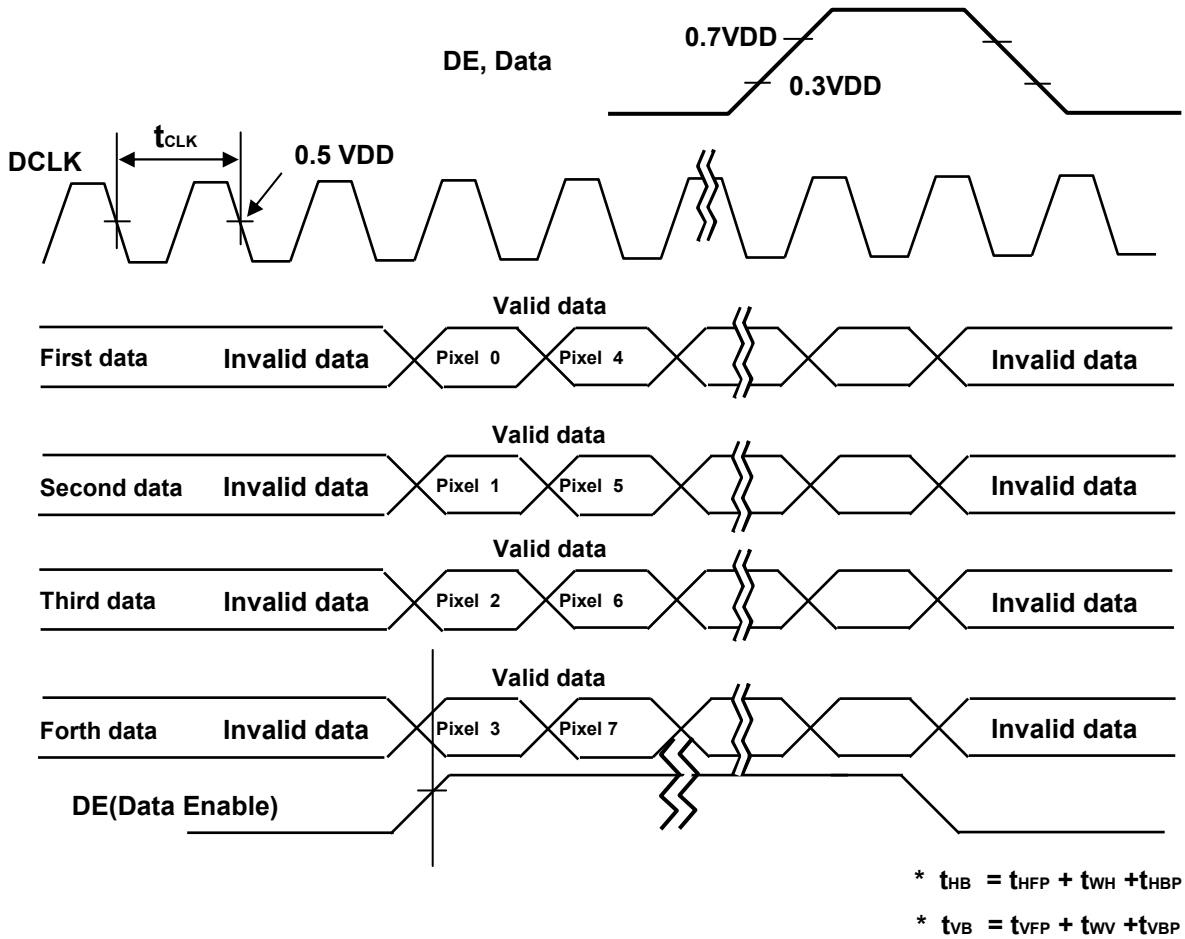 0.7VDD
DE, Data
0.3VDD
tCLK
DCLK
0.5 VDD
Valid data
First data Invalid data Pixel 0 Pixel 4 Invalid data
Valid data
Second data Invalid data Pixel 1 Pixel 5 Invalid data
Valid data
Third data Invalid data Pixel 2 Pixel 6 Invalid data
Valid data
Forth data Invalid data Pixel 3 Pixel 7 Invalid data
DE(Data Enable)
* tHB = tHFP + tWH +tHBP
* tVB = tVFP + tWV +tVBP